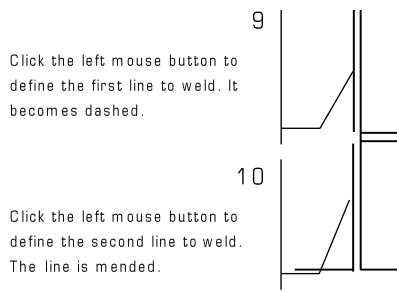 9
Click the left mouse button to
define the first line to weld. It
becomes dashed.
10
Click the left mouse button to
define the second line to weld.
The line is mended.